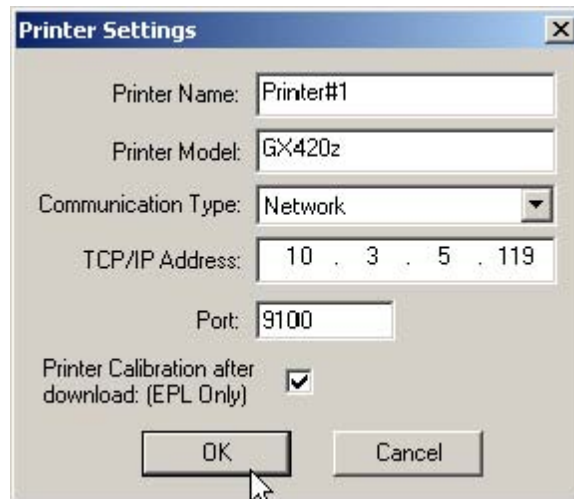 Printer Settings
Printer Name: Printer#1
Printer Model: GX420z
Communication Type: Network
TCP/IP Address: 10 . 3 . 5 . 119
Port: 9100
Printer Calibration after
download: (EPL Only)
OK Cancel